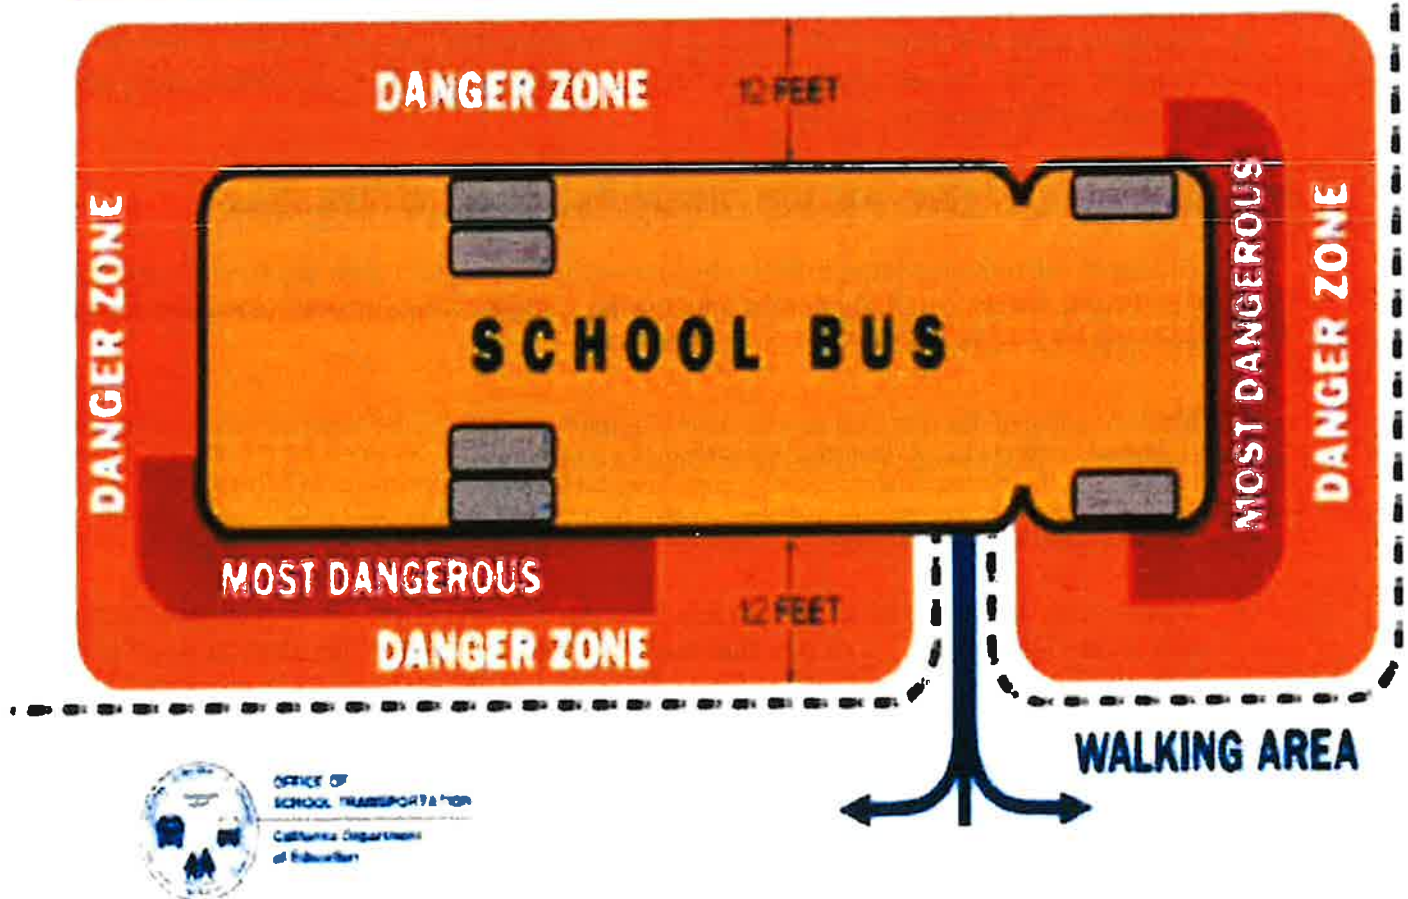 DANGER ZONE
12 FEET
DANGER ZONE
SCHOOL BUS
MOST DANGEROUS
DANGER ZONE
MOST DANGEROUS
12 FEET
DANGER ZONE
WALKING AREA
OFFICE OF
SCHOOL TRANSPORTATION
California Department
of Education